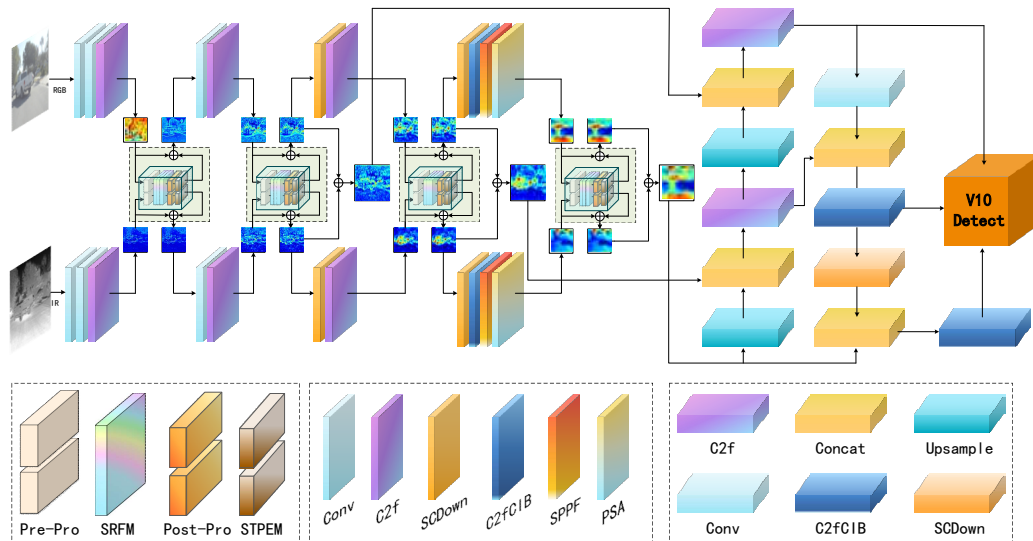 RGB
IR
V10
Detect
Pre-Pro
SRFM
Post-Pro
STPEM
Conv
C2f
SCDown
C2fCIB
SPPF
PSA
C2f
Concat
Upsample
Conv
C2fCIB
SCDown